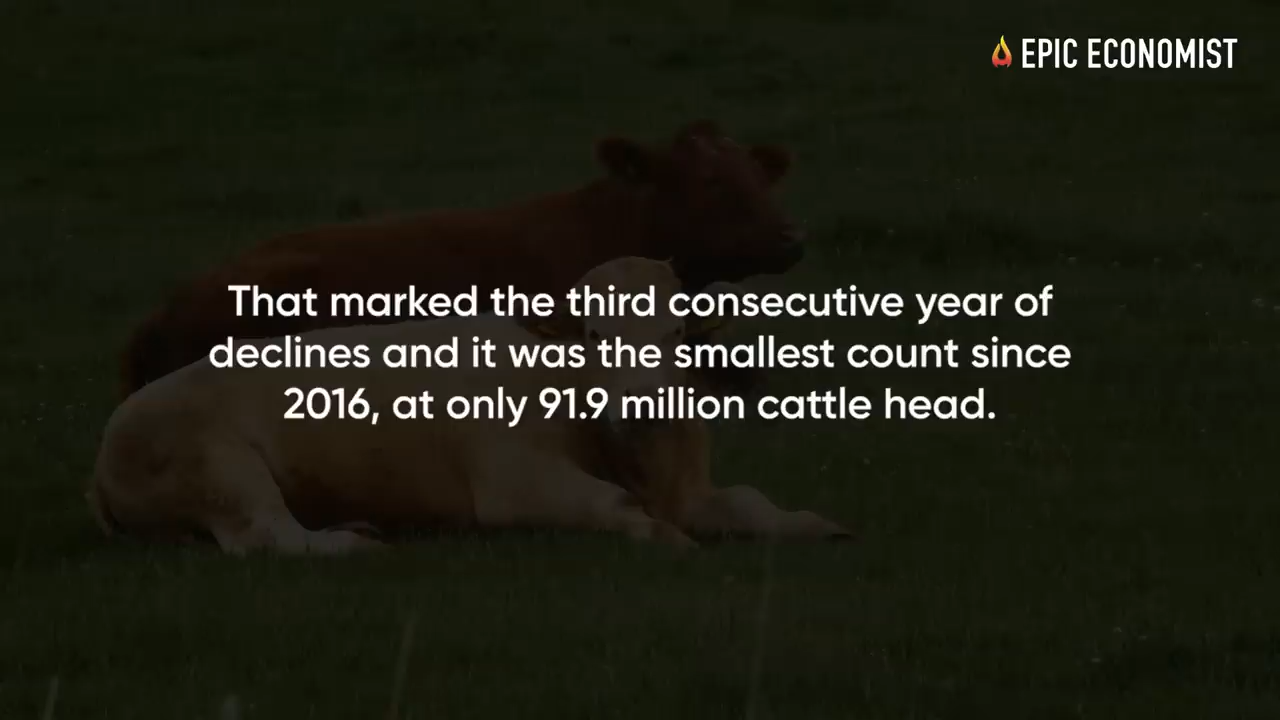 EPIC ECONOMIST
That marked the third consecutive year of
declines and it was the smallest count since
2016, at only 91.9 million cattle head.